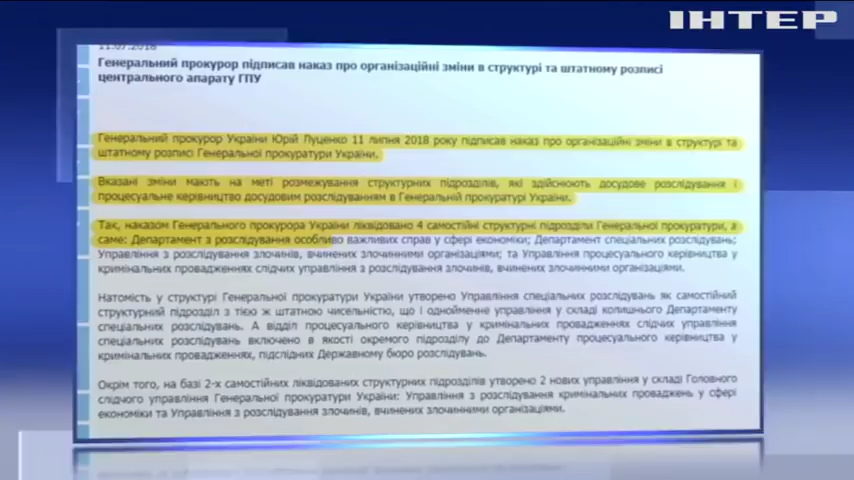 ІНТЕР
11.07.2018
Генеральний прокурор підписав наказ про організаційні зміни в структурі та штатному розписі
центрального апарату ГПУ
Генеральний прокурор України Юрій Луценко 11 липня 2018 року підписав наказ про організаційні зміни в структурі та
штатному розписі Генеральної прокуратури України.
Вказані зміни мають на меті розмежування структурних підрозділів, які здійснюють досудове розслідування і
процесуальне керівництво досудовим розслідуванням в Генеральній прокуратурі України.
Так, наказом Генерального прокурора України ліквідовано 4 самостійні структурні підрозділи Генеральної прокуратури, а
саме: Департамент з розслідування особливо важливих справ у сфері економіки; Департамент спеціальних розслідувань;
Управління з розслідування злочинів, вчинених злочинними організаціями; та Управління процесуального керівництва у
кримінальних провадженнях слідчих управління з розслідування злочинів, вчинених злочинними організаціями.
Натомість у структурі Генеральної прокуратури України утворено Управління спеціальних розслідувань як самостійний
структурний підрозділ з тією ж штатною чисельністю, що і однойменне управління у складі колишнього Департаменту
спеціальних розслідувань. А відділ процесуального керівництва у кримінальних провадженнях слідчих управління
спеціальних розслідувань включено в якості окремого підрозділу до Департаменту процесуального керівництва у
кримінальних провадженнях, підслідних Державному бюро розслідувань.
Окрім того, на базі 2-х самостійних ліквідованих структурних підрозділів утворено 2 нових управління у складі Головного
слідчого управління Генеральної прокуратури України: Управління з розслідування кримінальних проваджень у сфері
економіки та Управління з розслідування злочинів, вчинених злочинними організаціями.